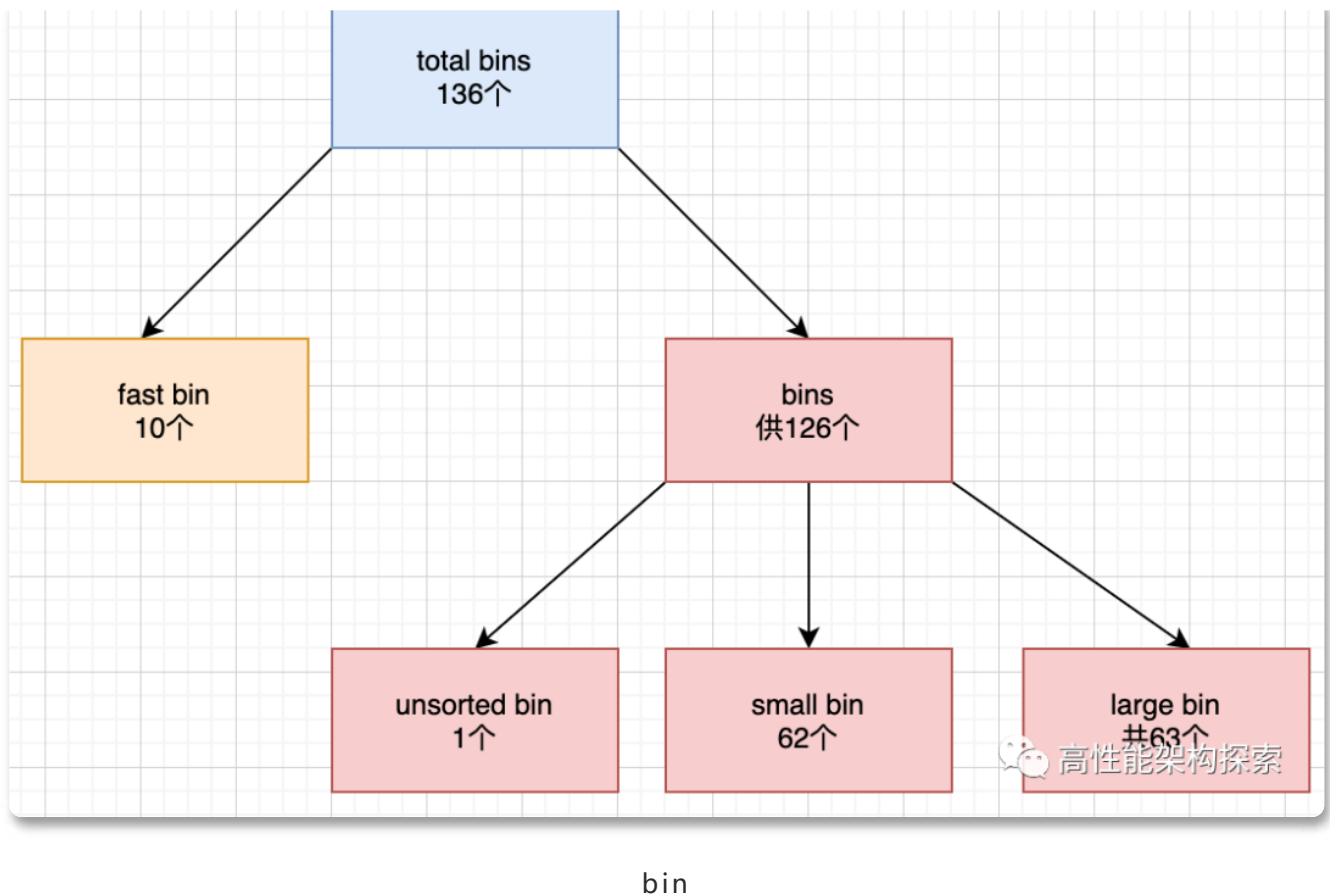 total bins
136个
fast bin
10个
bins
供126个
unsorted bin
1个
small bin
62个
large bin
共63个
高性能架构探索
bin